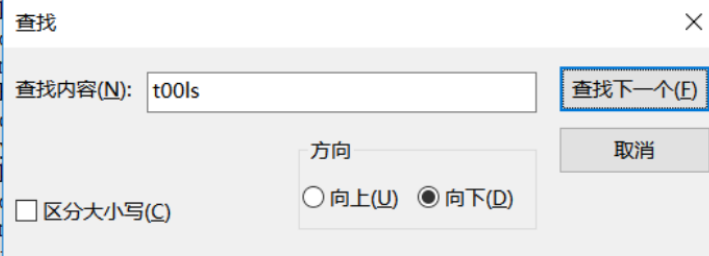 查找
查找内容(N): t00ls 查找下一个(F)
方向 取消
区分大小写(C) 向上(U) 向下(D)